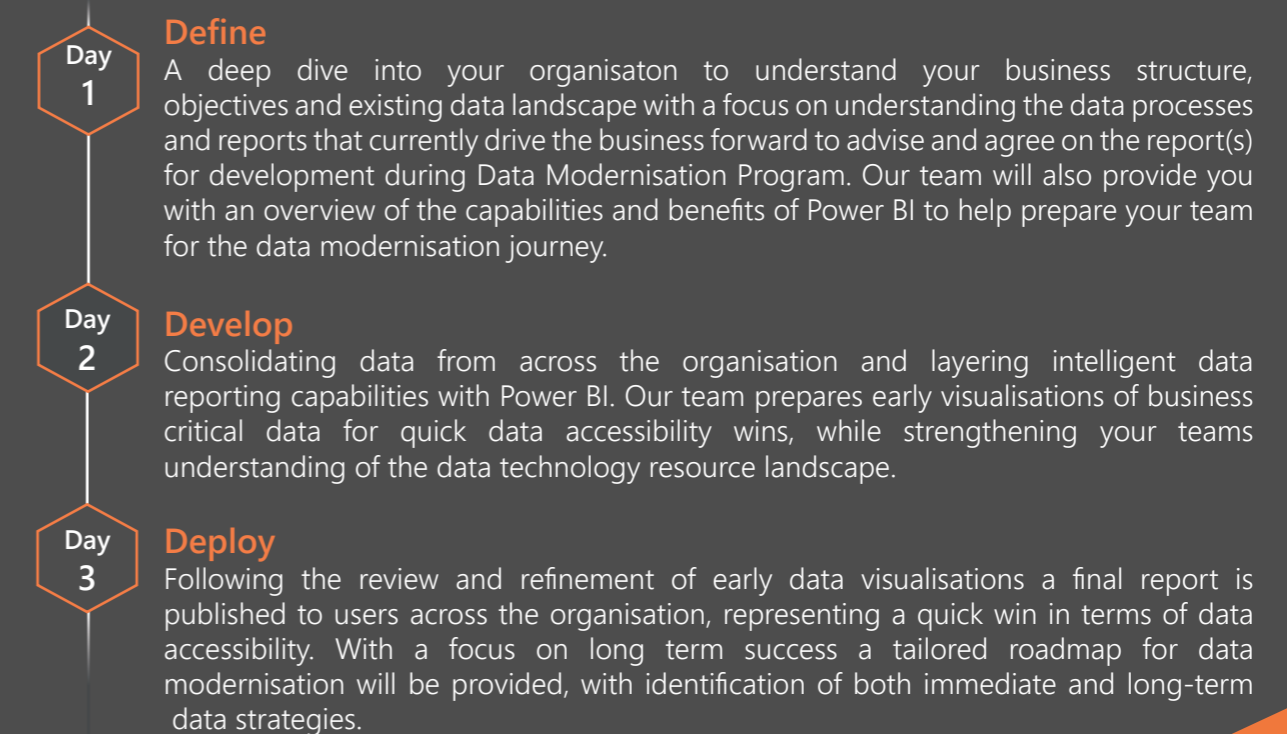 Day
1
Define
A deep dive into your organisaton to understand your business structure,
objectives and existing data landscape with a focus on understanding the data processes
and reports that currently drive the business forward to advise and agree on the report(s)
for development during Data Modernisation Program. Our team will also provide you
with an overview of the capabilities and benefits of Power BI to help prepare your team
for the data modernisation journey.
Day
2
Develop
Consolidating data from across the organisation and layering intelligent data
reporting capabilities with Power BI. Our team prepares early visualisations of business
critical data for quick data accessibility wins, while strengthening your teams
understanding of the data technology resource landscape.
Day
3
Deploy
Following the review and refinement of early data visualisations a final report is
published to users across the organisation, representing a quick win in terms of data
accessibility. With a focus on long term success a tailored roadmap for data
modernisation will be provided, with identification of both immediate and long-term
data strategies.